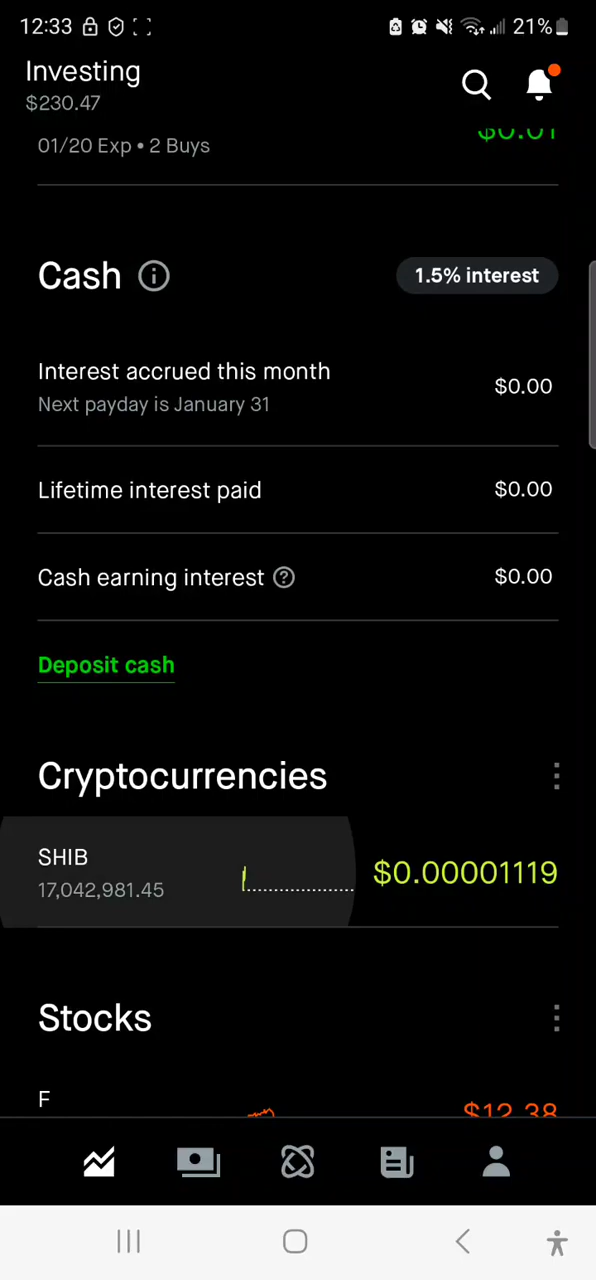 12:33
21%
Investing
$230.47
01/20 Exp • 2 Buys
$0.01
Cash
1.5% interest
Interest accrued this month
$0.00
Next payday is January 31
Lifetime interest paid
$0.00
Cash earning interest ?
$0.00
Deposit cash
Cryptocurrencies
SHIB
17,042,981.45
$0.00001119
Stocks
F
$12.38